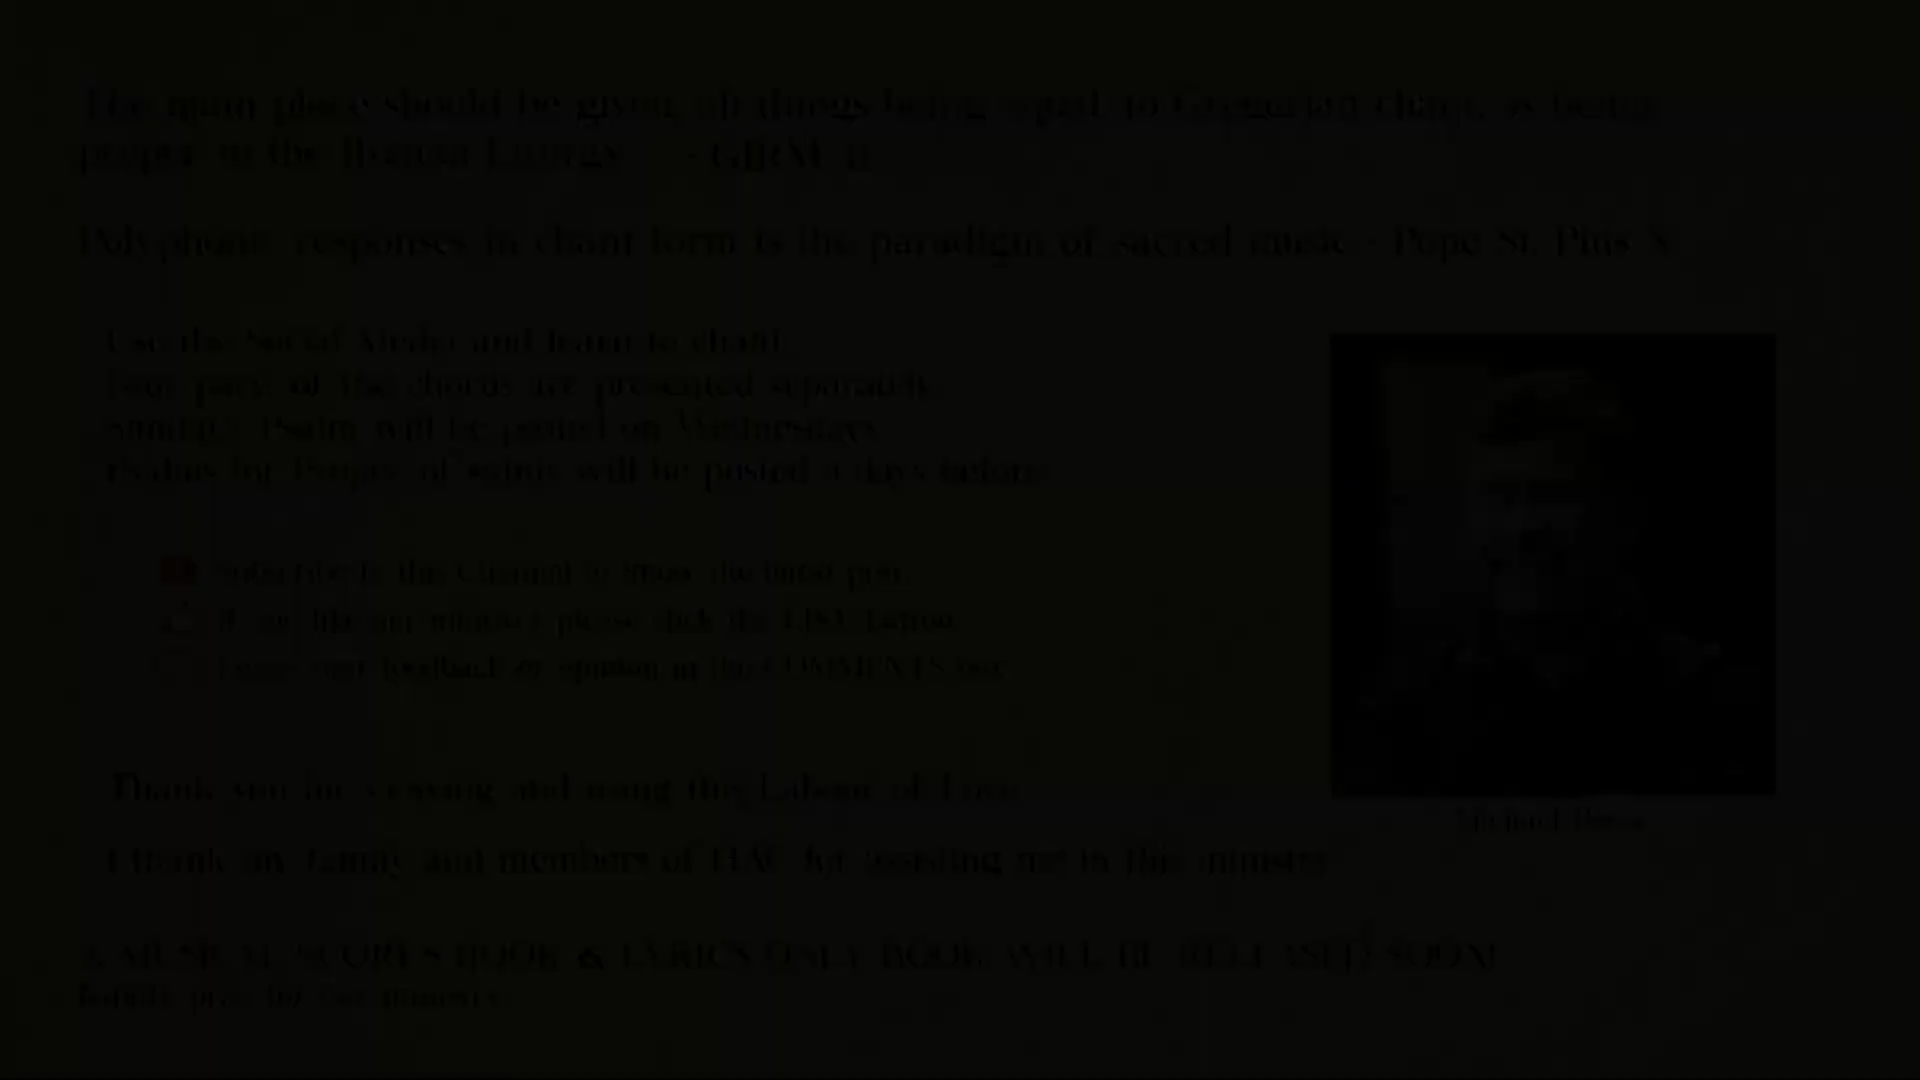 The main place should be given, all things being equal, to Gregorian chant, as being
proper to the Roman Liturgy - GIRM
Polyphonic responses in chant form is the paradigm of sacred music - Pope St. Pius X
Use the Social Media and learn to chant.
Four parts of the chorus are presented separately.
Sunday's Psalm will be posted on Wednesdays
Psalms for Proper of Saints will be posted days before
Subscribe to this Channel to know the latest post
If you like our ministry, please click the LIKE button
your feedback or opinion in the COMMENTS box
Thank you for viewing and using this Labour of Love
Michael
I thank my family and members of for assisting me in this ministry
MUSICAL SCORES BOOK & LYRICS ONLY BOOK WILL BE RELEASED SOON
Kindly pray for our ministry